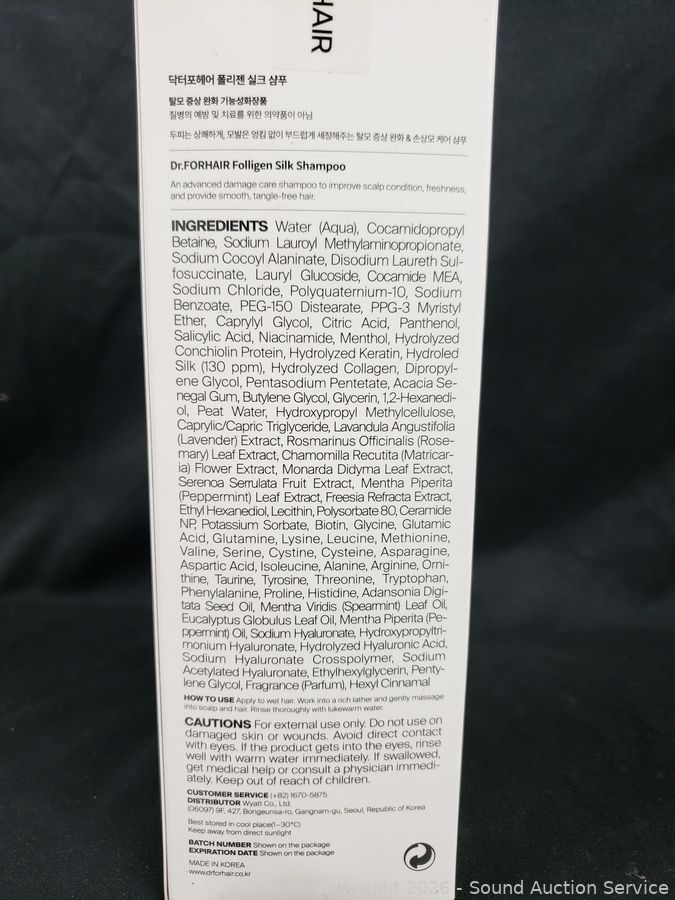 HAIR
닥터포헤어 폴리젠 실크 샴푸
탈모 증상 완화 기능성화장품
질병의 예방 및 치료를 위한 의약품이 아님
두피는 상쾌하게, 모발은 엉킴 없이 부드럽게 세정해주는 탈모 증상 완화 & 손상모 케어 샴푸
Dr.FORHAIR Folligen Silk Shampoo
An advanced damage care shampoo to improve scalp condition, freshness,
and provide smooth, tangle-free hair.
INGREDIENTS Water (Aqua), Cocamidopropyl
Betaine, Sodium Lauroyl Methylaminopropionate,
Sodium Cocoyl Alaninate, Disodium Laureth Sul-
fosuccinate, Lauryl Glucoside, Cocamide MEA,
Sodium Chloride, Polyquaternium-10, Sodium
Benzoate, PEG-150 Distearate, PPG-3 Myristyl
Ether, Caprylyl Glycol, Citric Acid, Panthenol,
Salicylic Acid, Niacinamide, Menthol, Hydrolyzed
Conchiolin Protein, Hydrolyzed Keratin, Hydroled
Silk (130 ppm), Hydrolyzed Collagen, Dipropyl-
ene Glycol, Pentasodium Pentetate, Acacia Se-
negal Gum, Butylene Glycol, Glycerin, 1,2-Hexanedi-
ol, Peat Water, Hydroxypropyl Methylcellulose,
Caprylic/Capric Triglyceride, Lavandula Angustifolia
(Lavender) Extract, Rosmarinus Officinalis (Rose-
mary) Leaf Extract, Chamomilla Recutita (Matricar-
ia) Flower Extract, Monarda Didyma Leaf Extract,
Serenoa Serrulata Fruit Extract, Mentha Piperita
(Peppermint) Leaf Extract, Freesia Refracta Extract,
Ethyl Hexanediol, Lecithin, Polysorbate 80, Ceramide
NP, Potassium Sorbate, Biotin, Glycine, Glutamic
Acid, Glutamine, Lysine, Leucine, Methionine,
Valine, Serine, Cystine, Cysteine, Asparagine,
Aspartic Acid, Isoleucine, Alanine, Arginine, Orni-
thine, Taurine, Tyrosine, Threonine, Tryptophan,
Phenylalanine, Proline, Histidine, Adansonia Digi-
tata Seed Oil, Mentha Viridis (Spearmint) Leaf Oil,
Eucalyptus Globulus Leaf Oil, Mentha Piperita (Pe-
ppermint) Oil, Sodium Hyaluronate, Hydroxypropyltri-
monium Hyaluronate, Hydrolyzed Hyaluronic Acid,
Sodium Hyaluronate Crosspolymer, Sodium
Acetylated Hyaluronate, Ethylhexylglycerin, Penty-
lene Glycol, Fragrance (Parfum), Hexyl Cinnamal
HOW TO USE Apply to wet hair. Work into a rich lather and gently massage
into scalp and hair. Rinse thoroughly with lukewarm water.
CAUTIONS For external use only. Do not use on
damaged skin or wounds. Avoid direct contact
with eyes. If the product gets into the eyes, rinse
well with warm water immediately. If swallowed,
get medical help or consult a physician immedi-
ately. Keep out of reach of children.
CUSTOMER SERVICE (+82) 1670-5875
DISTRIBUTOR Wyatt Co., Ltd.
(06097) 9F, 427, Bongeunsa-ro, Gangnam-gu, Seoul, Republic of Korea
Best stored in cool place(1-30°C)
Keep away from direct sunlight
BATCH NUMBER Shown on the package
EXPIRATION DATE Shown on the package
MADE IN KOREA
www.drforhair.co.kr
Copyright 2026 - Sound Auction Service